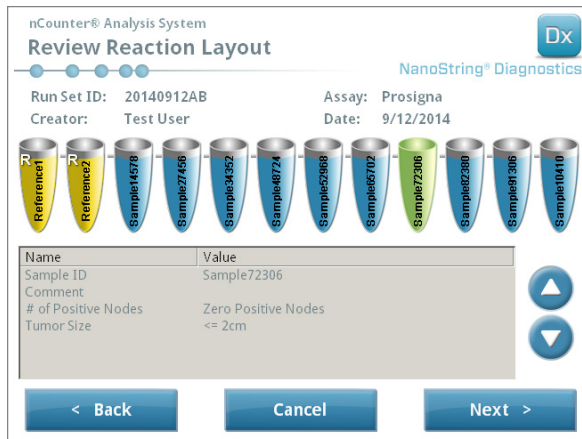 nCounter® Analysis System
Dx
Review Reaction Layout
NanoString® Diagnostics
Run Set ID: 20140912AB Assay: Prosigna
Creator: Test User Date: 9/12/2014
R R
Reference1 Reference2 Sample14578 Sample27456 Sample34352 Sample48724 Sample52968 Sample65702 Sample72306 Sample82380 Sample91306 Sample10410
Name Value
Sample ID Sample72306
Comment
# of Positive Nodes Zero Positive Nodes
Tumor Size <= 2cm
< Back Cancel Next >